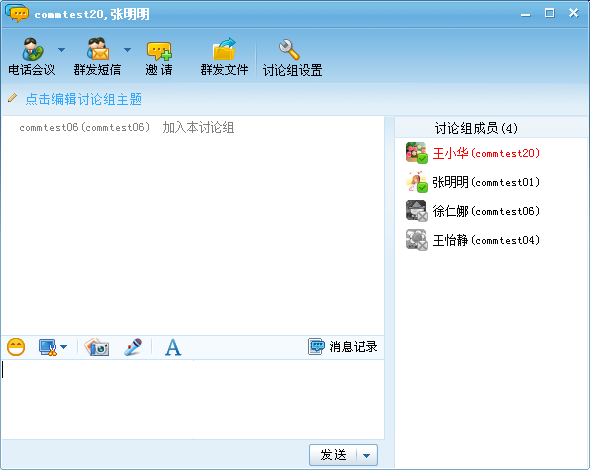 commtest20,张明明
电话会议 群发短信 邀 请 群发文件 讨论组设置
点击编辑讨论组主题
commtest06(commtest06) 加入本讨论组
讨论组成员(4)
王小华(commtest20)
张明明(commtest01)
徐仁娜(commtest06)
王怡静(commtest04)
A 消息记录
发送